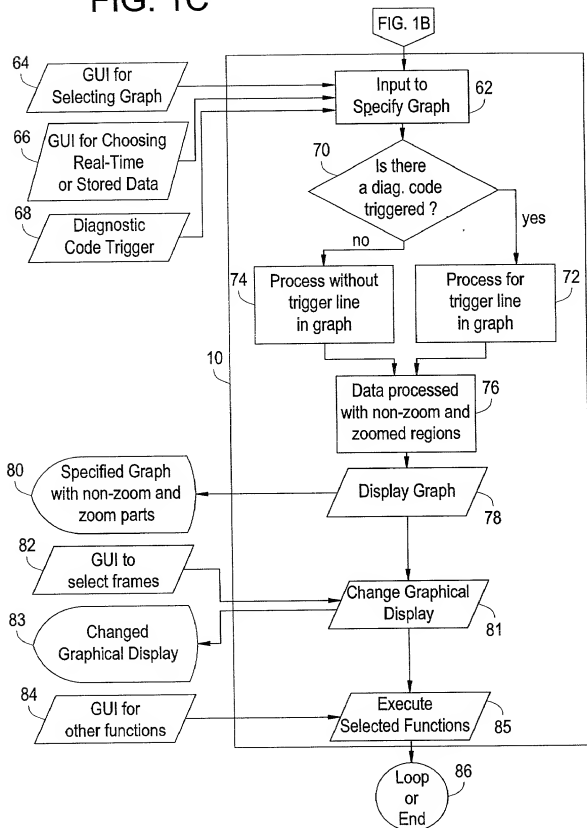 FIG. 1C
FIG. 1B
64
GUI for
Selecting Graph
Input to
Specify Graph
62
66
GUI for Choosing
Real-Time
or Stored Data
70
Is there
a diag. code
triggered ?
68
Diagnostic
Code Trigger
no
yes
74
Process without
trigger line
in graph
Process for
trigger line
in graph
72
10
Data processed
with non-zoom and
zoomed regions
76
80
Specified Graph
with non-zoom and
zoom parts
Display Graph
78
82
GUI to
select frames
Change Graphical
Display
81
83
Changed
Graphical Display
84
GUI for
other functions
Execute
Selected Functions
85
Loop
or
End
86